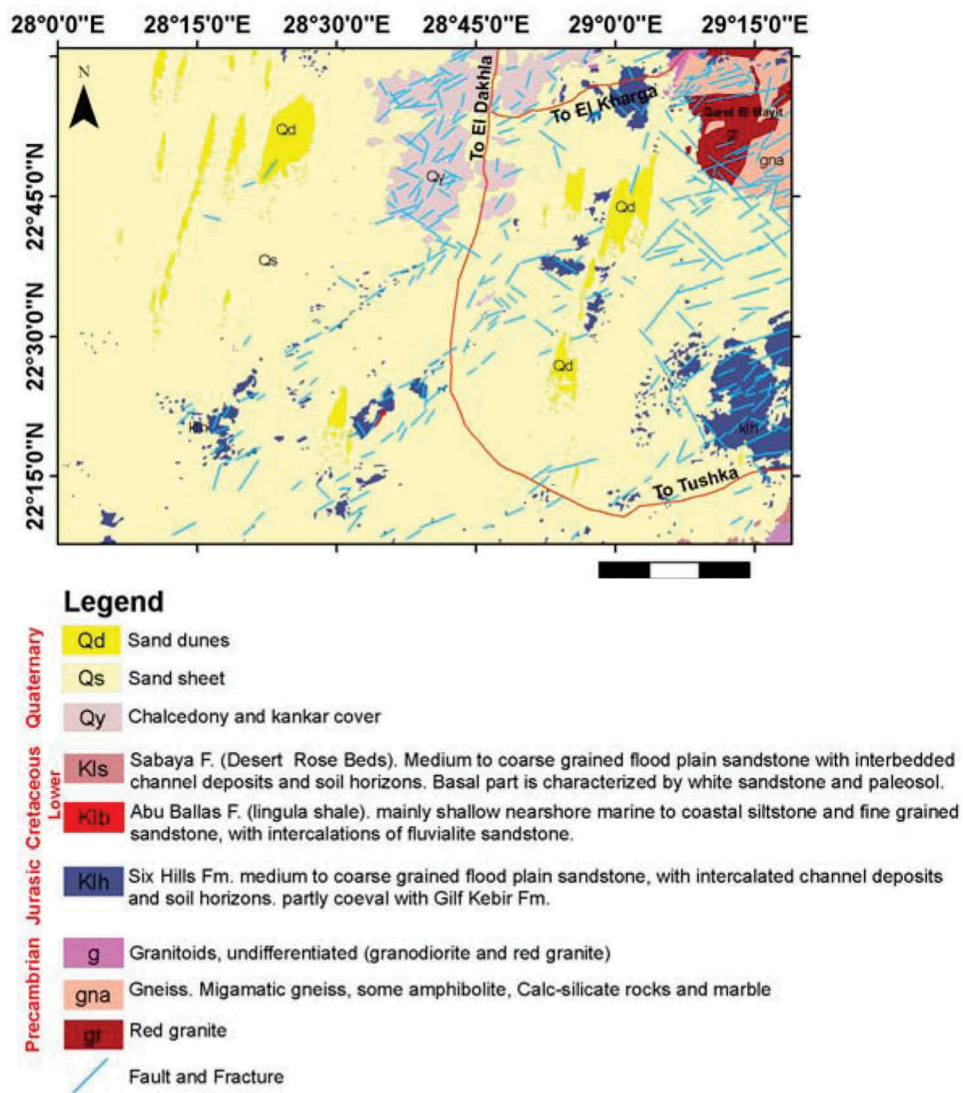 28°0'0"E 28°15'0"E 28°30'0"E 28°45'0"E 29°0'0"E 29°15'0"E
N
To El Dakhla
To El Kharga
Qd
Qy
gna
22°45'0"N
Qd
Qs
22°30'0"N
Qd
klh
22°15'0"N
To Tushka
Legend
Quaternary
Qd Sand dunes
Qs Sand sheet
Qy Chalcedony and kankar cover
Cretaceous
Lower
Kls Sabaya F. (Desert Rose Beds). Medium to coarse grained flood plain sandstone with interbedded
channel deposits and soil horizons. Basal part is characterized by white sandstone and paleosol.
Klb Abu Ballas F. (lingula shale). mainly shallow nearshore marine to coastal siltstone and fine grained
sandstone, with intercalations of fluvialite sandstone.
Jurasic
Klh Six Hills Fm. medium to coarse grained flood plain sandstone, with intercalated channel deposits
and soil horizons. partly coeval with Gilf Kebir Fm.
Precambrian
g Granitoids, undifferentiated (granodiorite and red granite)
gna Gneiss. Migamatic gneiss, some amphibolite, Calc-silicate rocks and marble
gr Red granite
Fault and Fracture